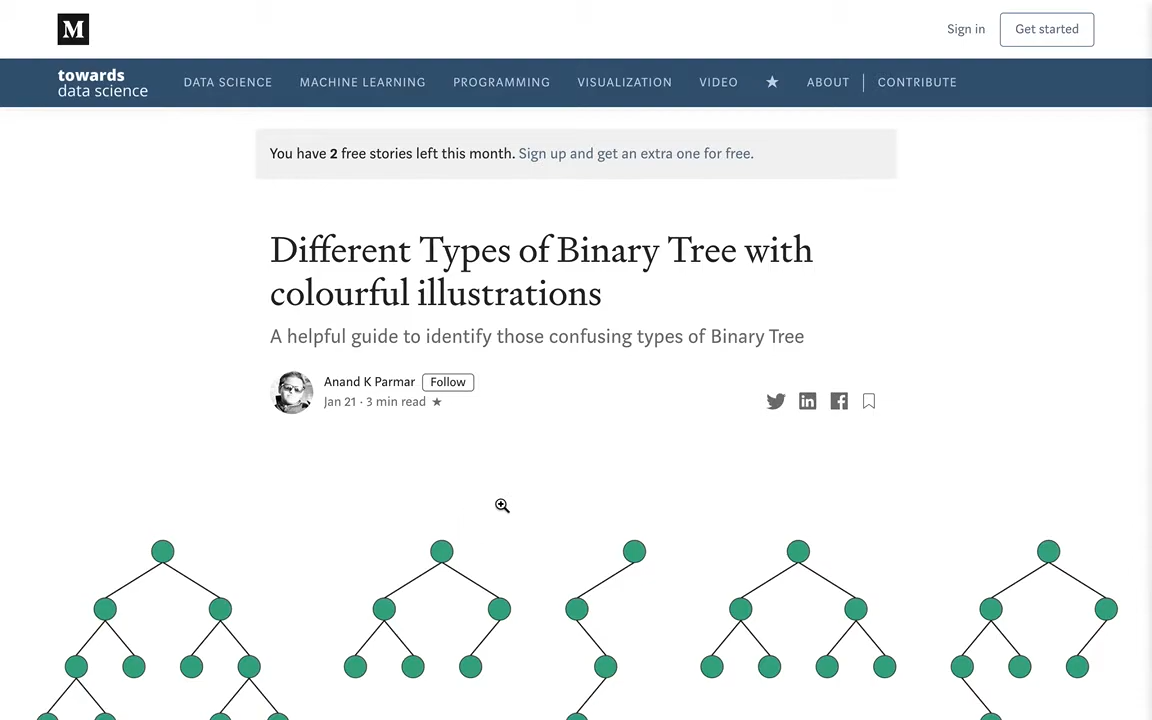 M
Sign in
Get started
towards
data science
DATA SCIENCE
MACHINE LEARNING
PROGRAMMING
VISUALIZATION
VIDEO
★
ABOUT
CONTRIBUTE
You have 2 free stories left this month. Sign up and get an extra one for free.
Different Types of Binary Tree with
colourful illustrations
A helpful guide to identify those confusing types of Binary Tree
Anand K Parmar
Follow
Jan 21 · 3 min read ★